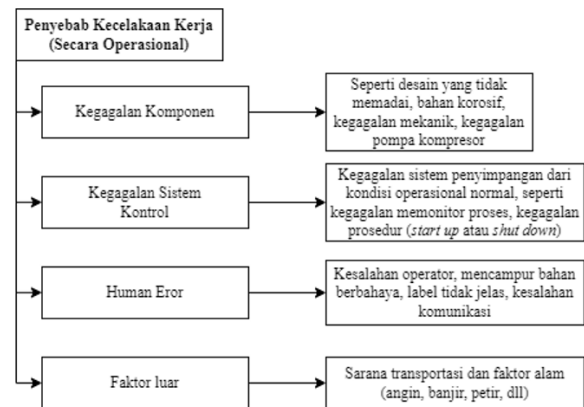 Penyebab Kecelakaan Kerja
(Secara Operasional)
Kegagalan Komponen
Seperti desain yang tidak
memadai, bahan korosif,
kegagalan mekanik, kegagalan
pompa kompresor
Kegagalan Sistem
Kontrol
Kegagalan sistem penyimpangan dari
kondisi operasional normal, seperti
kegagalan memonitor proses, kegagalan
prosedur (start up atau shut down)
Human Eror
Kesalahan operator, mencampur bahan
berbahaya, label tidak jelas, kesalahan
komunikasi
Faktor luar
Sarana transportasi dan faktor alam
(angin, banjir, petir, dll)